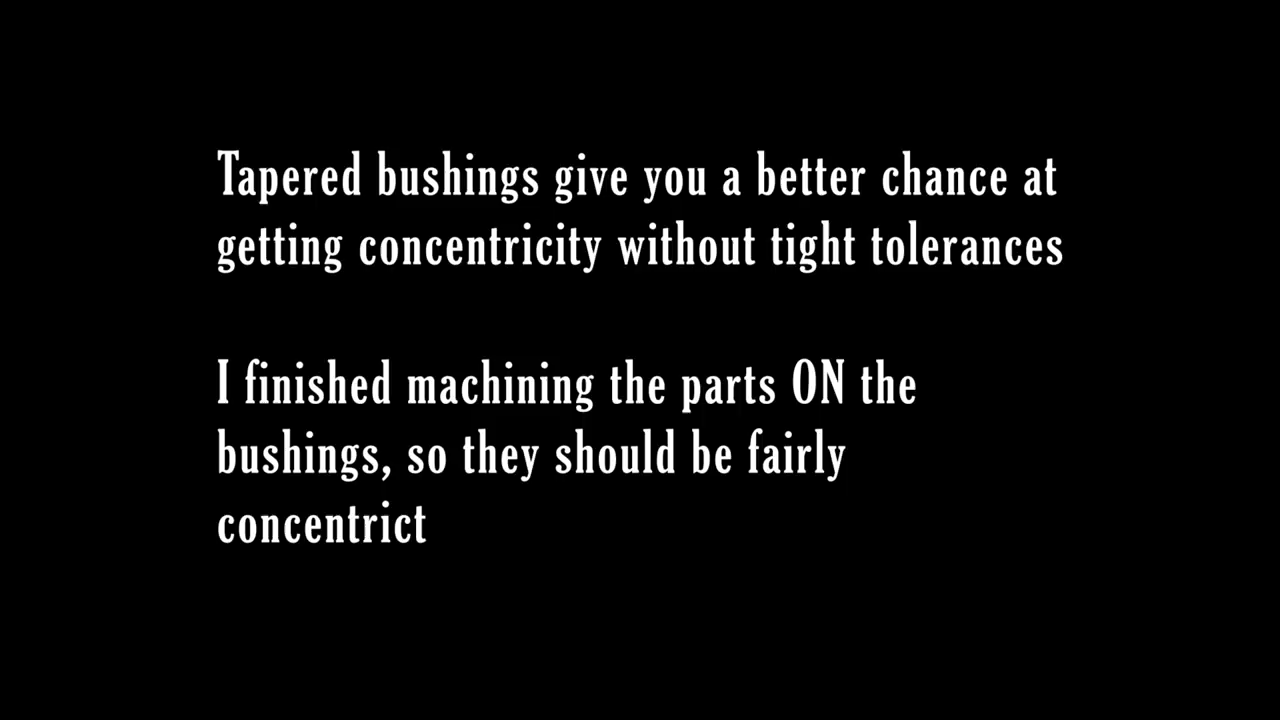 Tapered bushings give you a better chance at
getting concentricity without tight tolerances
I finished machining the parts ON the
bushings, so they should be fairly
concentrict